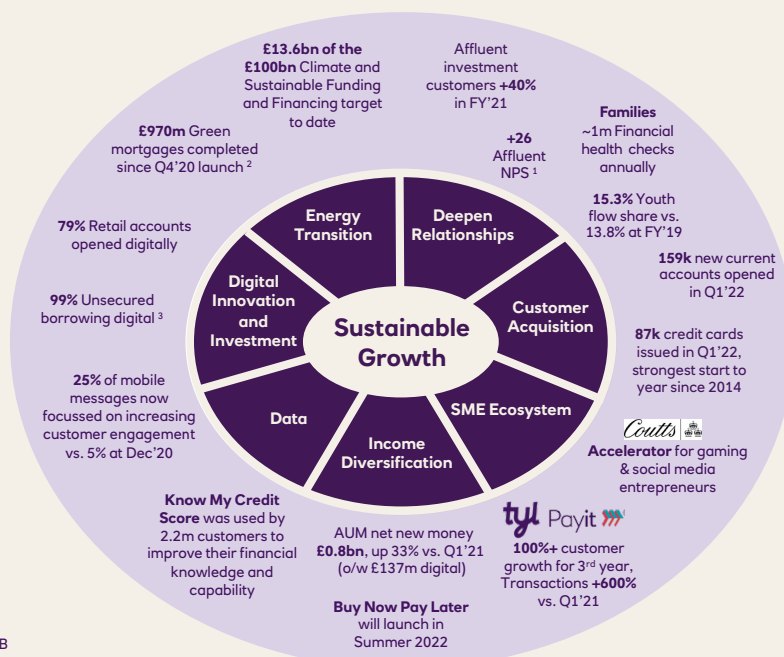 £13.6bn of the
£100bn Climate and
Sustainable Funding
and Financing target
to date
Affluent
investment
customers +40%
in FY'21
£970m Green
mortgages completed
since Q4'20 launch 2
+26
Affluent
NPS 1
Families
~1m Financial
health checks
annually
79% Retail accounts
opened digitally
15.3% Youth
flow share vs.
13.8% at FY'19
99% Unsecured
borrowing digital 3
159k new current
accounts opened
in Q1'22
25% of mobile
messages now
focussed on increasing
customer engagement
vs. 5% at Dec'20
87k credit cards
issued in Q1'22,
strongest start to
year since 2014
Energy
Transition
Deepen
Relationships
Digital
Innovation
and
Investment
Customer
Acquisition
Sustainable
Growth
Data
SME Ecosystem
Income
Diversification
Coutts
Accelerator for gaming
& social media
entrepreneurs
Know My Credit
Score was used by
2.2m customers to
improve their financial
knowledge and
capability
AUM net new money
£0.8bn, up 33% vs. Q1'21
(o/w £137m digital)
Buy Now Pay Later
will launch in
Summer 2022
tyl Payit
100%+ customer
growth for 3rd year,
Transactions +600%
vs. Q1'21
B